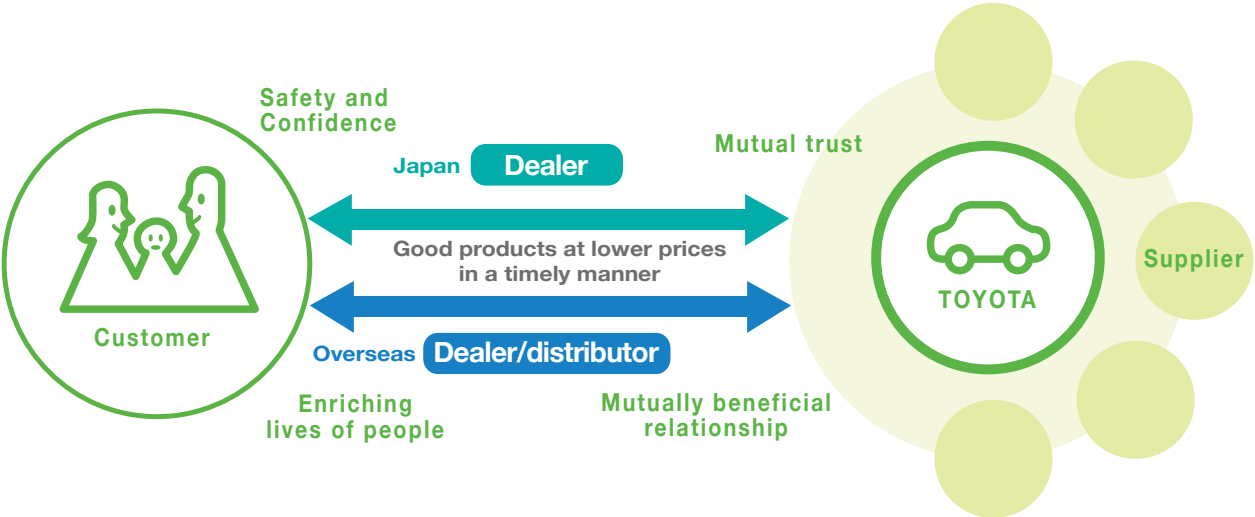 Safety and
Confidence
Japan Dealer
Mutual trust
Good products at lower prices
in a timely manner
Supplier
TOYOTA
Customer
Overseas Dealer/distributor
Enriching
lives of people
Mutually beneficial
relationship